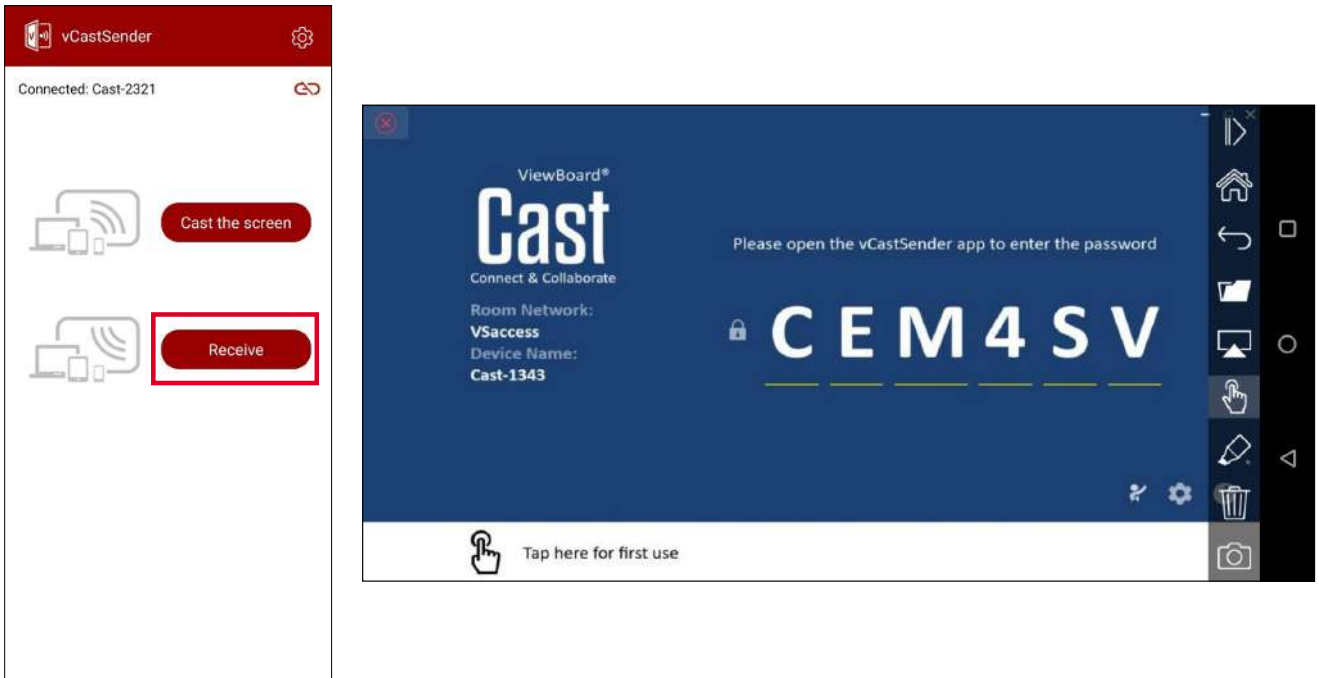 vCastSender
Connected: Cast-2321
Cast the screen
Receive
ViewBoard®
Cast
Connect & Collaborate
Room Network:
VSaccess
Device Name:
Cast-1343
Please open the vCastSender app to enter the password
CEM4SV
Tap here for first use